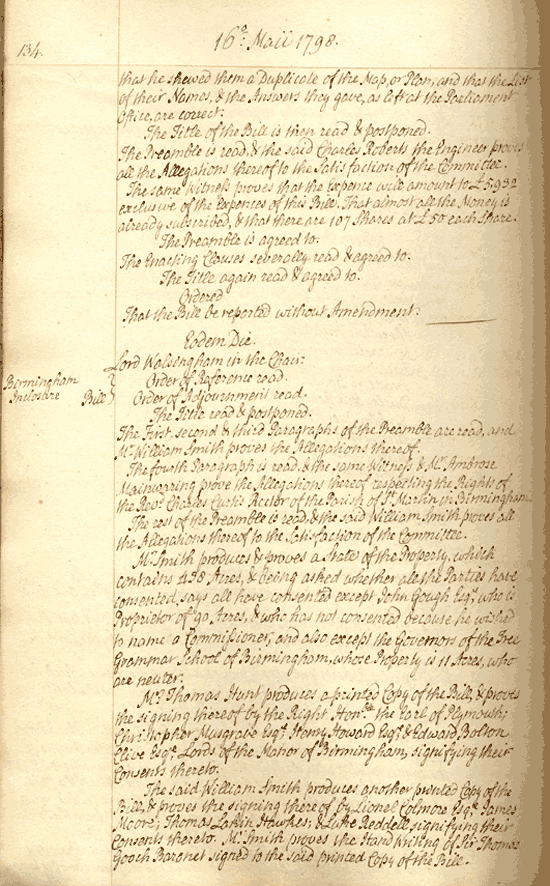 134.
16o. Maii 1798.
that he shewed them a Duplicate of the Map, or Plan, and that the List
of their Names, & the Answers they gave, as left at the Parliament
Office, are correct.
The Title of the Bill is then read & postponed.
The Preamble is read, & the said Charles Roberts the Engineer proves
all the Allegations thereof to the Satisfaction of the Committee.
The same Witness proves that the Expence will amount to £5,932
exclusive of the Expences of this Bill. That almost all the Money is
already subscribed, & that there are 107 Shares at £50 each Share.
The Preamble is agreed to.
The Enacting Clauses severally read & agreed to.
The Title again read & agreed to.
Ordered
That the Bill be reported without Amendment.
Eodem Die.
Lord Walsingham in the Chair.
Birmingham
Inclosure Bill
Order of Reference read.
Order of Adjournment read.
The Title read & postponed.
The First, second & third Paragraphs of the Preamble are read, and
Mr. William Smith proves the Allegations thereof.
The fourth Paragraph is read, & the same Witness & Mr. Ambrose
Mainwaring prove the Allegations thereof respecting the Right of
the Revd. Charles Curtis Rector of the Parish of St. Martin in Birmingham.
The rest of the Preamble is read, & the said William Smith proves all
the Allegations thereof to the Satisfaction of the Committee.
Mr. Smith produces & proves a State of the Property, which
contains 438 Acres, & being asked whether all the Parties have
consented, says all have consented except John Gough Esqr. who is
Proprietor of 90 Acres, & who has not consented because he wished
to name a Commissioner, and also except the Governors of the Free
Grammar School of Birmingham, whose Property is 11 Acres, who
are neuter.
Mr. Thomas Hunt produces a printed Copy of the Bill, & proves
the signing thereof by the Right Honble. the Earl of Plymouth;
Christopher Musgrave Esqr. Henry Howard Esqr. & Edward Bolton
Clive Esqr. Lords of the Manor of Birmingham, signifying their
Consents thereto.
The said William Smith produces another printed Copy of the
Bill, & proves the signing thereof by Lionel Colmore Esqr. James
Moore; Thomas Larkin Hawkes; & Luke Reddell signifying their
Consents thereto. Mr. Smith proves the Hand Writing of Sir Thomas
Gooch Baronet signed to the said printed Copy of the Bill.